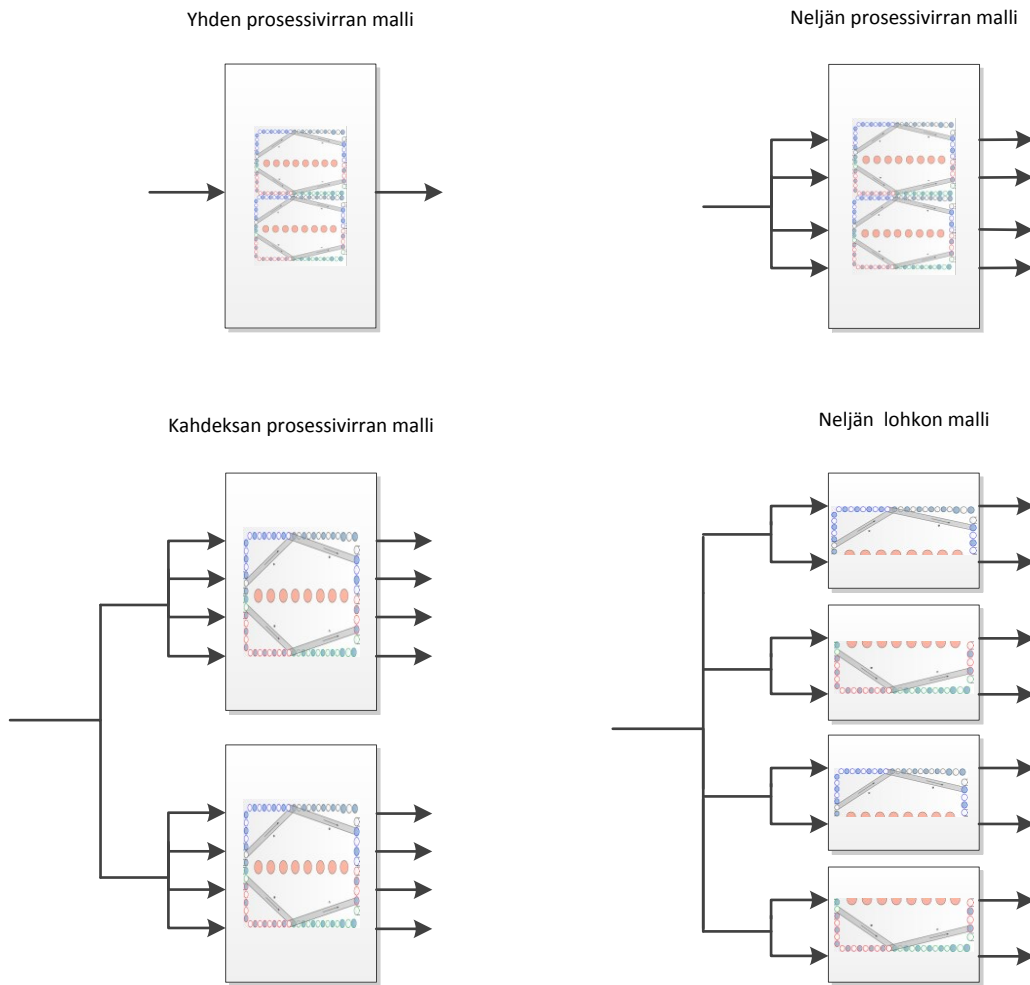 Yhden prosessivirran malli
Neljän prosessivirran malli
Kahdeksan prosessivirran malli
Neljän lohkon malli